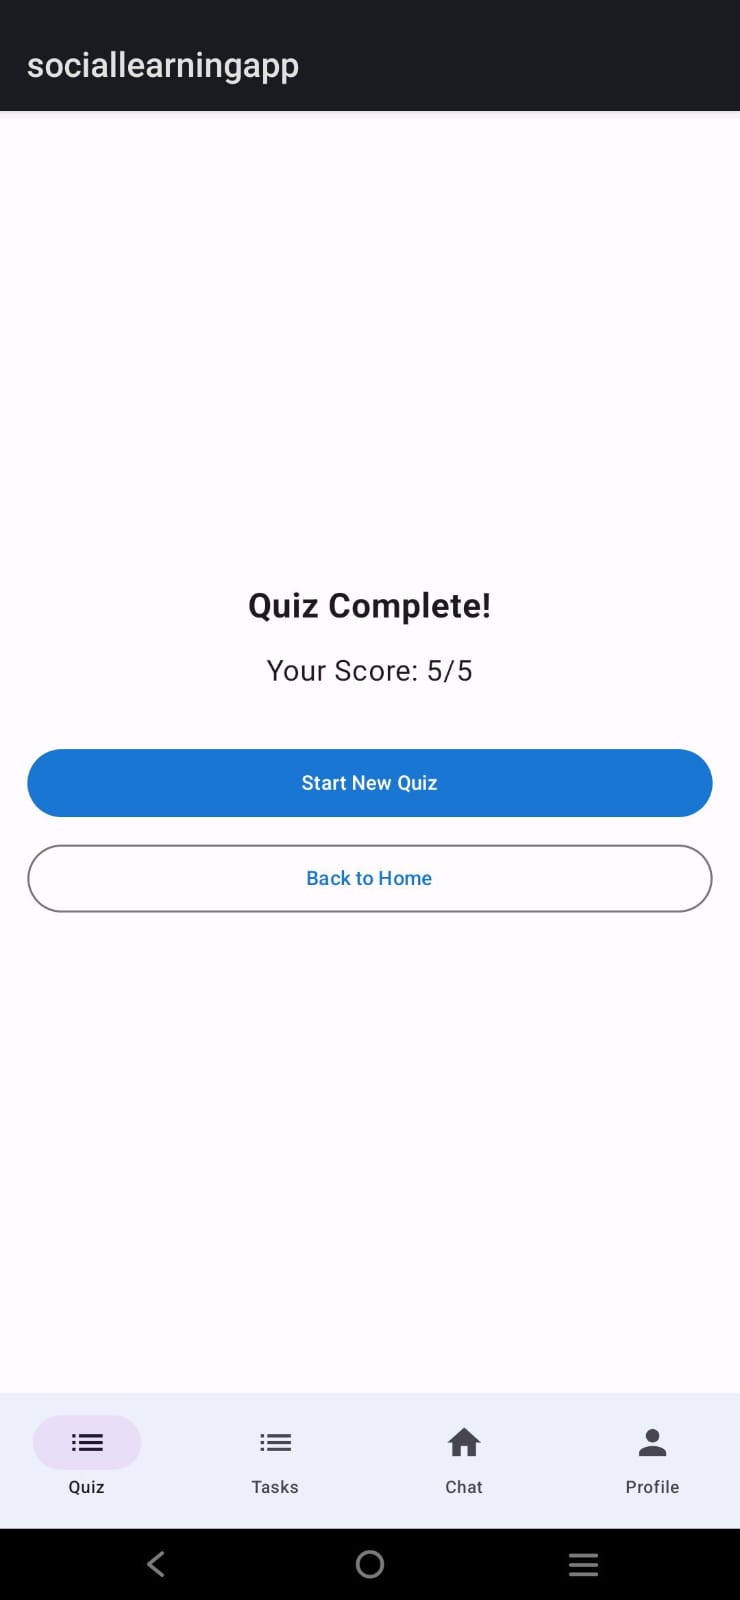 sociallearningapp
Quiz Complete!
Your Score: 5/5
Start New Quiz
Back to Home
Quiz
Tasks
Chat
Profile